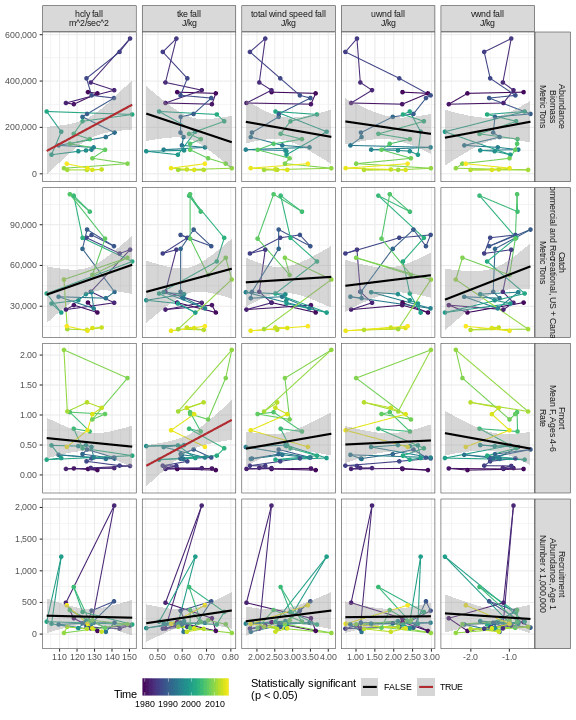 hcly fall
m^2/sec^2
tke fall
J/kg
total wind speed fall
J/kg
uwnd fall
J/kg
vwnd fall
J/kg
600,000
400,000
200,000
0
Abundance
Biomass
Metric Tons
90,000
60,000
30,000
Catch
ommercial and Recreational, US + Cana
Metric Tons
2.00
1.50
1.00
0.50
0.00
Fmort
Mean F, Ages 4-6
Rate
2,000
1,500
1,000
500
0
Recruitment
Abundance, Age 1
Number x 1,000,000
110 120 130 140 150
0.50 0.60 0.70 0.80
2.00 2.50 3.00 3.50 4.00
1.00 1.50 2.00 2.50 3.00
-2.0 -1.0
Time
1980 1990 2000 2010
Statistically significant
(p < 0.05)
FALSE
TRUE